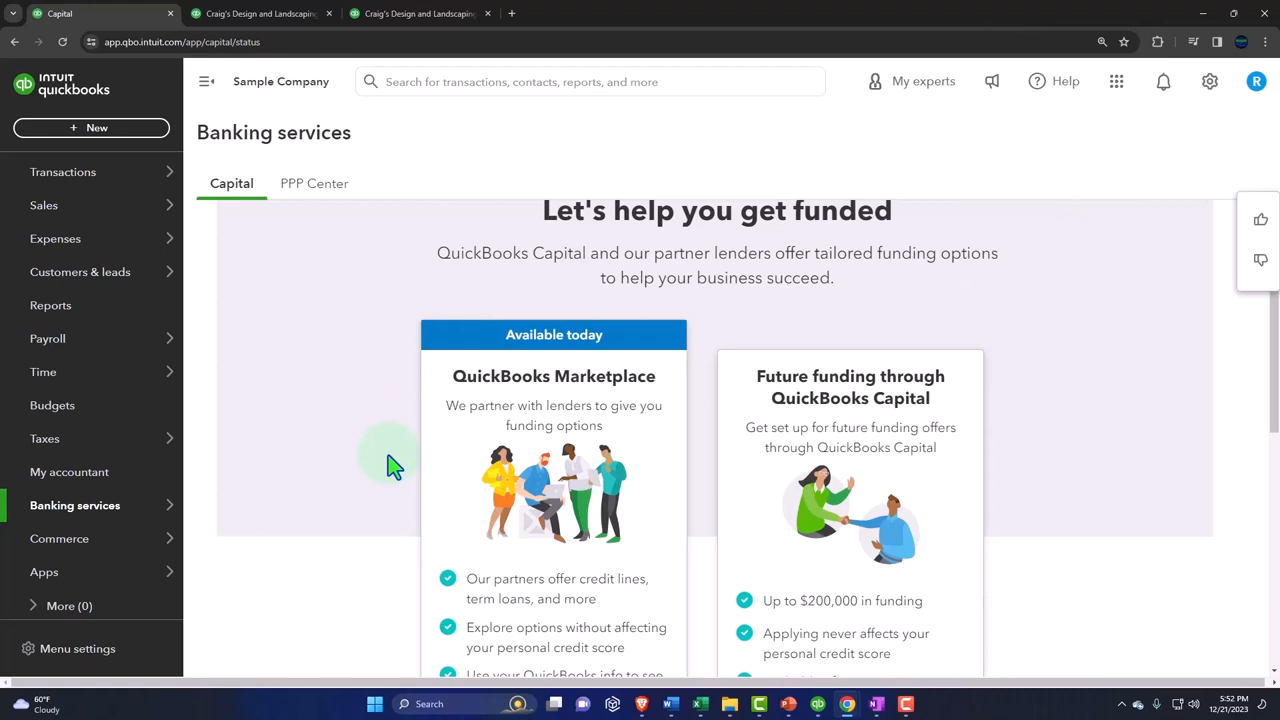 Capital
Craig's Design and Landscaping
Craig's Design and Landscaping
app.qbo.intuit.com/app/capital/status
INTUIT
quickbooks
Sample Company
Search for transactions, contacts, reports, and more
My experts
Help
R
+ New
Banking services
Capital
PPP Center
Transactions
Sales
Expenses
Customers & leads
Reports
Payroll
Time
Budgets
Taxes
My accountant
Banking services
Commerce
Apps
More (0)
Menu settings
Let's help you get funded
QuickBooks Capital and our partner lenders offer tailored funding options
to help your business succeed.
Available today
QuickBooks Marketplace
We partner with lenders to give you
funding options
Our partners offer credit lines,
term loans, and more
Explore options without affecting
your personal credit score
Use your QuickBooks info to see
Future funding through
QuickBooks Capital
Get set up for future funding offers
through QuickBooks Capital
Up to $200,000 in funding
Applying never affects your
personal credit score
60°F
Cloudy
Search
5:52 PM
12/21/2023